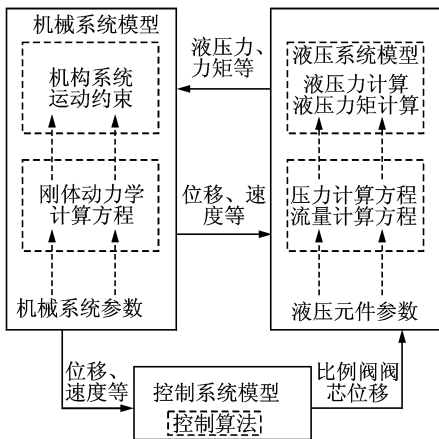 机械系统模型
机构系统
运动约束
刚体动力学
计算方程
机械系统参数
液压力、
力矩等
位移、速
度等
液压系统模型
液压力计算
液压力矩计算
压力计算方程
流量计算方程
液压元件参数
位移、
速度等
控制系统模型
控制算法
比例阀阀
芯位移